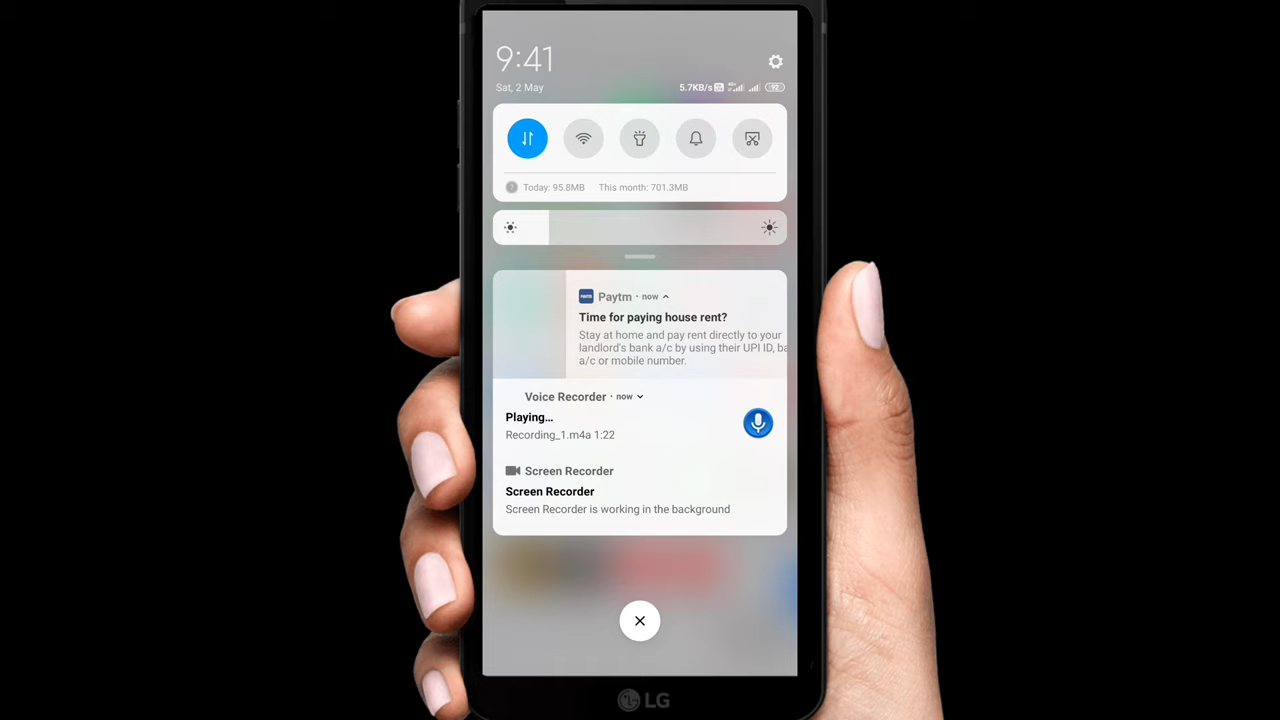 9:41
Sat, 2 May
5.7KB/s
92
Today: 95.8MB This month: 701.3MB
Paytm • now
Time for paying house rent?
Stay at home and pay rent directly to your
landlord's bank a/c by using their UPI ID, ba
a/c or mobile number.
Voice Recorder • now
Playing…
Recording_1.m4a 1:22
Screen Recorder
Screen Recorder
Screen Recorder is working in the background
LG